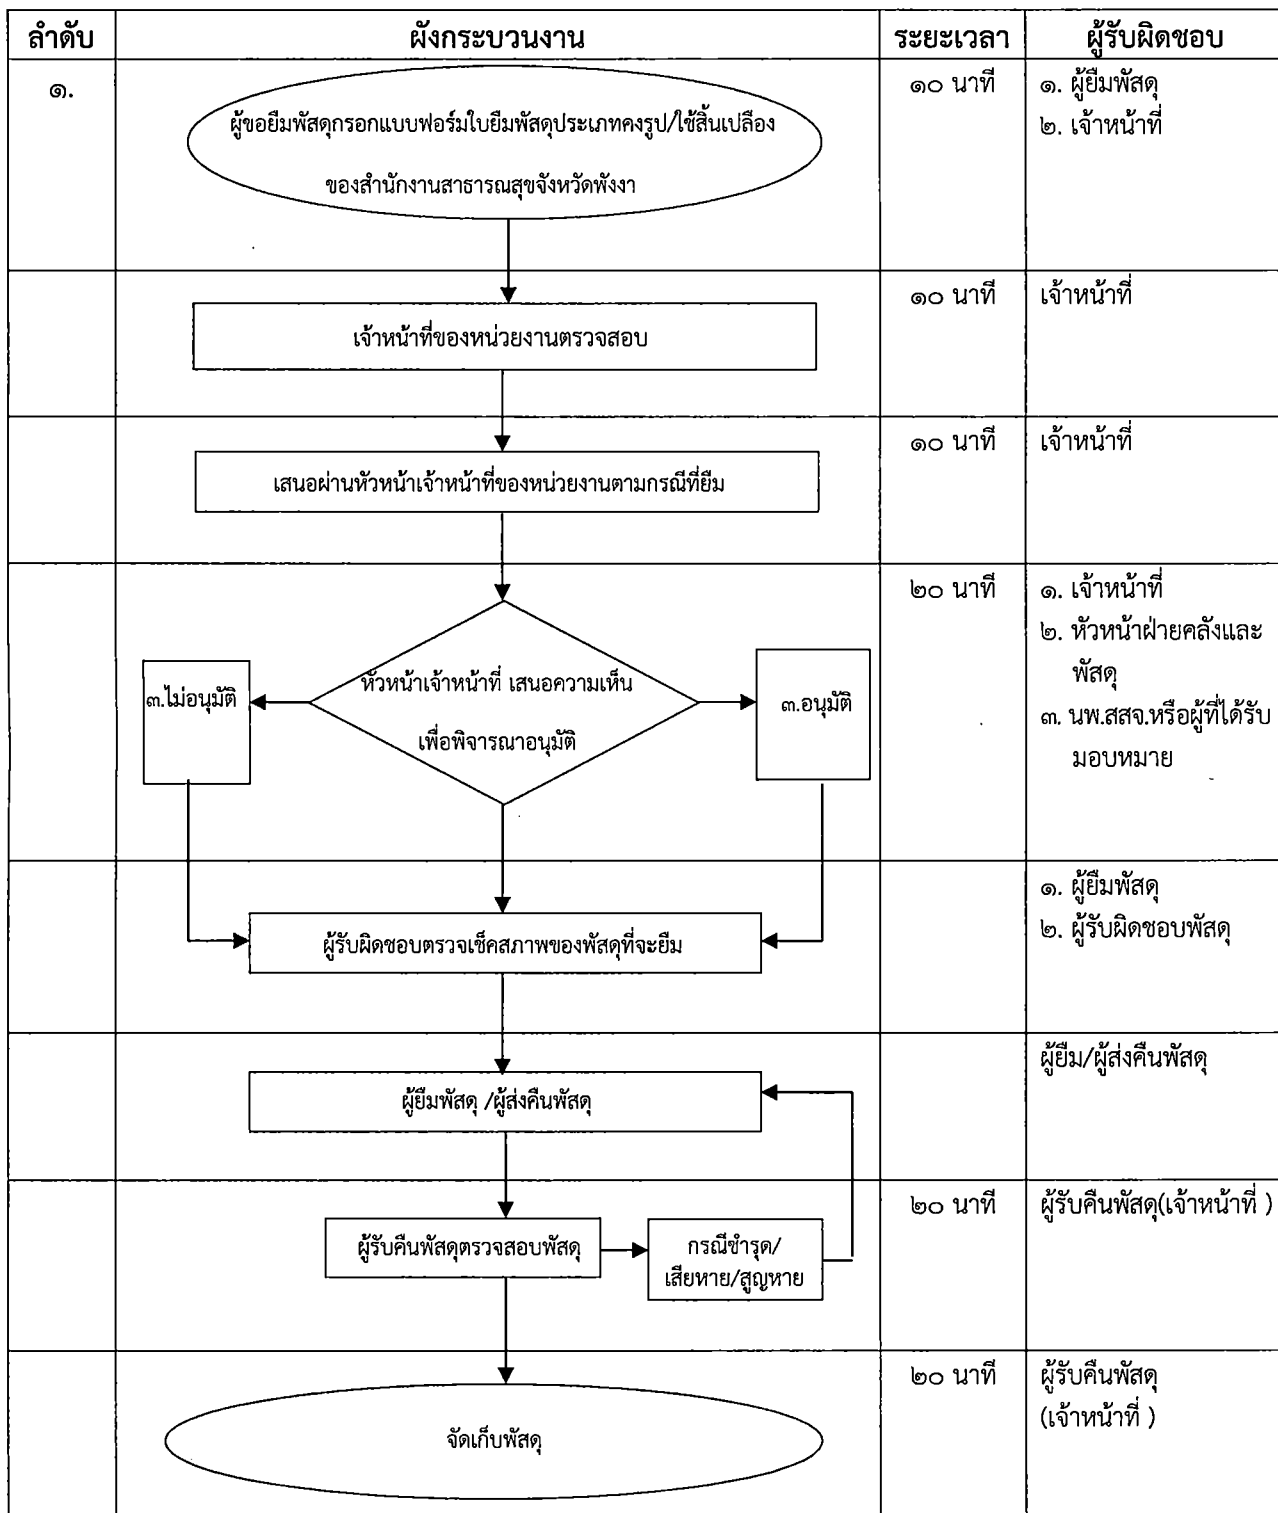 ลำดับ ผังกระบวนงาน ระยะเวลา ผู้รับผิดชอบ
๑.
ผู้ขอยืมพัสดุกรอกแบบฟอร์มใบยืมพัสดุประเภทคงรูป/ใช้สิ้นเปลือง
ของสำนักงานสาธารณสุขจังหวัดพังงา
๑๐ นาที
๑. ผู้ยืมพัสดุ
๒. เจ้าหน้าที่
เจ้าหน้าที่ของหน่วยงานตรวจสอบ
๑๐ นาที
เจ้าหน้าที่
เสนอผ่านหัวหน้าเจ้าหน้าที่ของหน่วยงานตามกรณีที่ยืม
๑๐ นาที
เจ้าหน้าที่
๓.ไม่อนุมัติ
หัวหน้าเจ้าหน้าที่ เสนอความเห็น
เพื่อพิจารณาอนุมัติ
๓.อนุมัติ
๒๐ นาที
๑. เจ้าหน้าที่
๒. หัวหน้าฝ่ายคลังและ
พัสดุ
๓. นพ.สสจ.หรือผู้ที่ได้รับ
มอบหมาย
ผู้รับผิดชอบตรวจเช็คสภาพของพัสดุที่จะยืม
๑. ผู้ยืมพัสดุ
๒. ผู้รับผิดชอบพัสดุ
ผู้ยืมพัสดุ /ผู้ส่งคืนพัสดุ
ผู้ยืม/ผู้ส่งคืนพัสดุ
ผู้รับคืนพัสดุตรวจสอบพัสดุ
กรณีชำรุด/
เสียหาย/สูญหาย
๒๐ นาที
ผู้รับคืนพัสดุ(เจ้าหน้าที่ )
จัดเก็บพัสดุ
๒๐ นาที
ผู้รับคืนพัสดุ
(เจ้าหน้าที่ )